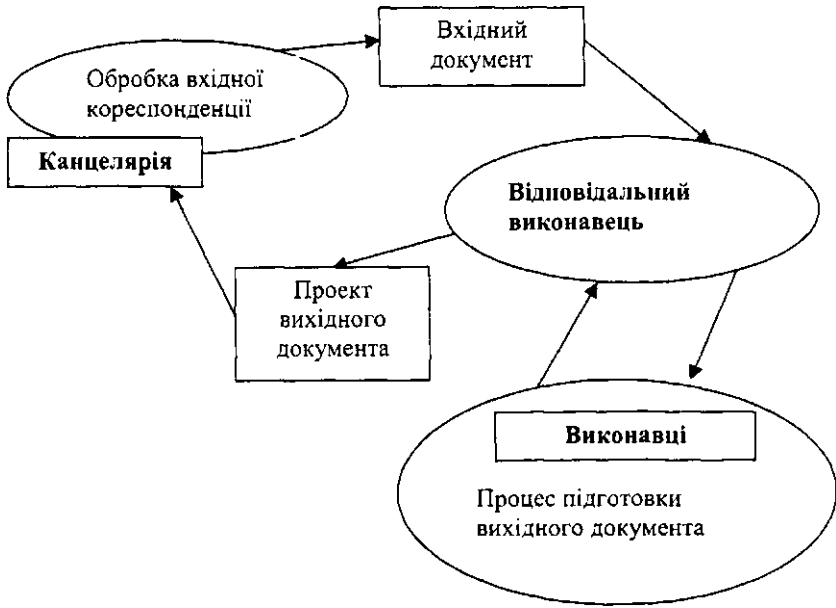 Вхідний
документ
Обробка вхідної
кореспонденції
Канцелярія
Відповідальний
виконавець
Проект
вихідного
документа
Виконавці
Процес підготовки
вихідного документа